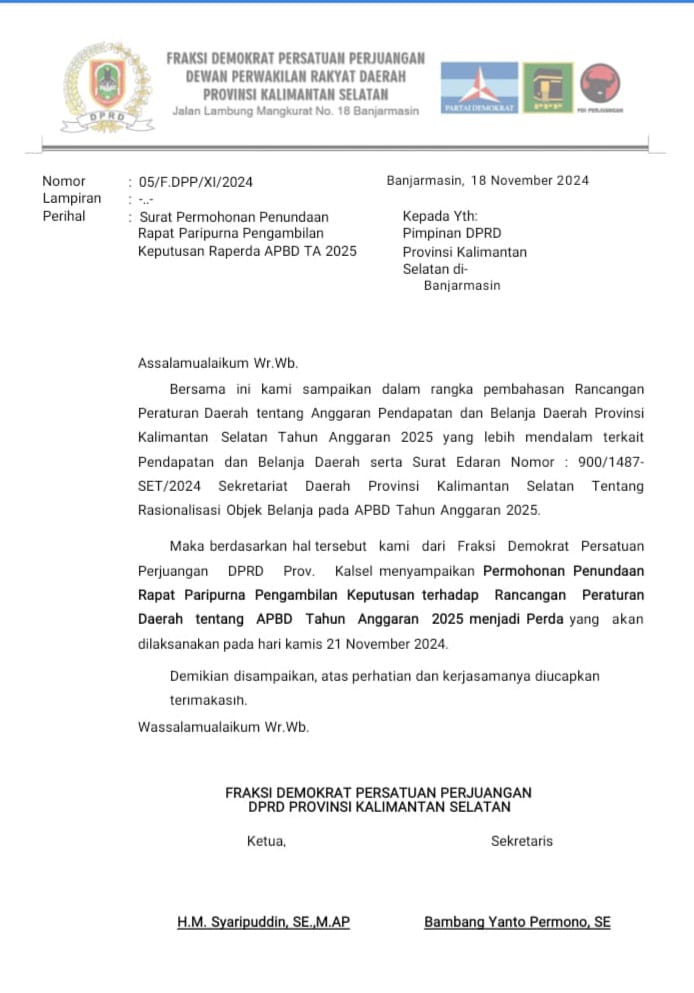 FRAKSI DEMOKRAT PERSATUAN PERJUANGAN
DEWAN PERWAKILAN RAKYAT DAERAH
PROVINSI KALIMANTAN SELATAN
Jalan Lambung Mangkurat No. 18 Banjarmasin
DPRD
PARTAI DEMOKRAT
PPP
PDI PERJUANGAN
Nomor : 05/F.DPP/XI/2024
Lampiran : -.-
Perihal : Surat Permohonan Penundaan
Rapat Paripurna Pengambilan
Keputusan Raperda APBD TA 2025
Banjarmasin, 18 November 2024
Kepada Yth:
Pimpinan DPRD
Provinsi Kalimantan
Selatan di-
Banjarmasin
Assalamualaikum Wr.Wb.
Bersama ini kami sampaikan dalam rangka pembahasan Rancangan
Peraturan Daerah tentang Anggaran Pendapatan dan Belanja Daerah Provinsi
Kalimantan Selatan Tahun Anggaran 2025 yang lebih mendalam terkait
Pendapatan dan Belanja Daerah serta Surat Edaran Nomor : 900/1487-
SET/2024 Sekretariat Daerah Provinsi Kalimantan Selatan Tentang
Rasionalisasi Objek Belanja pada APBD Tahun Anggaran 2025.
Maka berdasarkan hal tersebut kami dari Fraksi Demokrat Persatuan
Perjuangan DPRD Prov. Kalsel menyampaikan Permohonan Penundaan
Rapat Paripurna Pengambilan Keputusan terhadap Rancangan Peraturan
Daerah tentang APBD Tahun Anggaran 2025 menjadi Perda yang akan
dilaksanakan pada hari kamis 21 November 2024.
Demikian disampaikan, atas perhatian dan kerjasamanya diucapkan
terimakasih.
Wassalamualaikum Wr.Wb.
FRAKSI DEMOKRAT PERSATUAN PERJUANGAN
DPRD PROVINSI KALIMANTAN SELATAN
Ketua,
Sekretaris
H.M. Syaripuddin, SE.,M.AP
Bambang Yanto Permono, SE